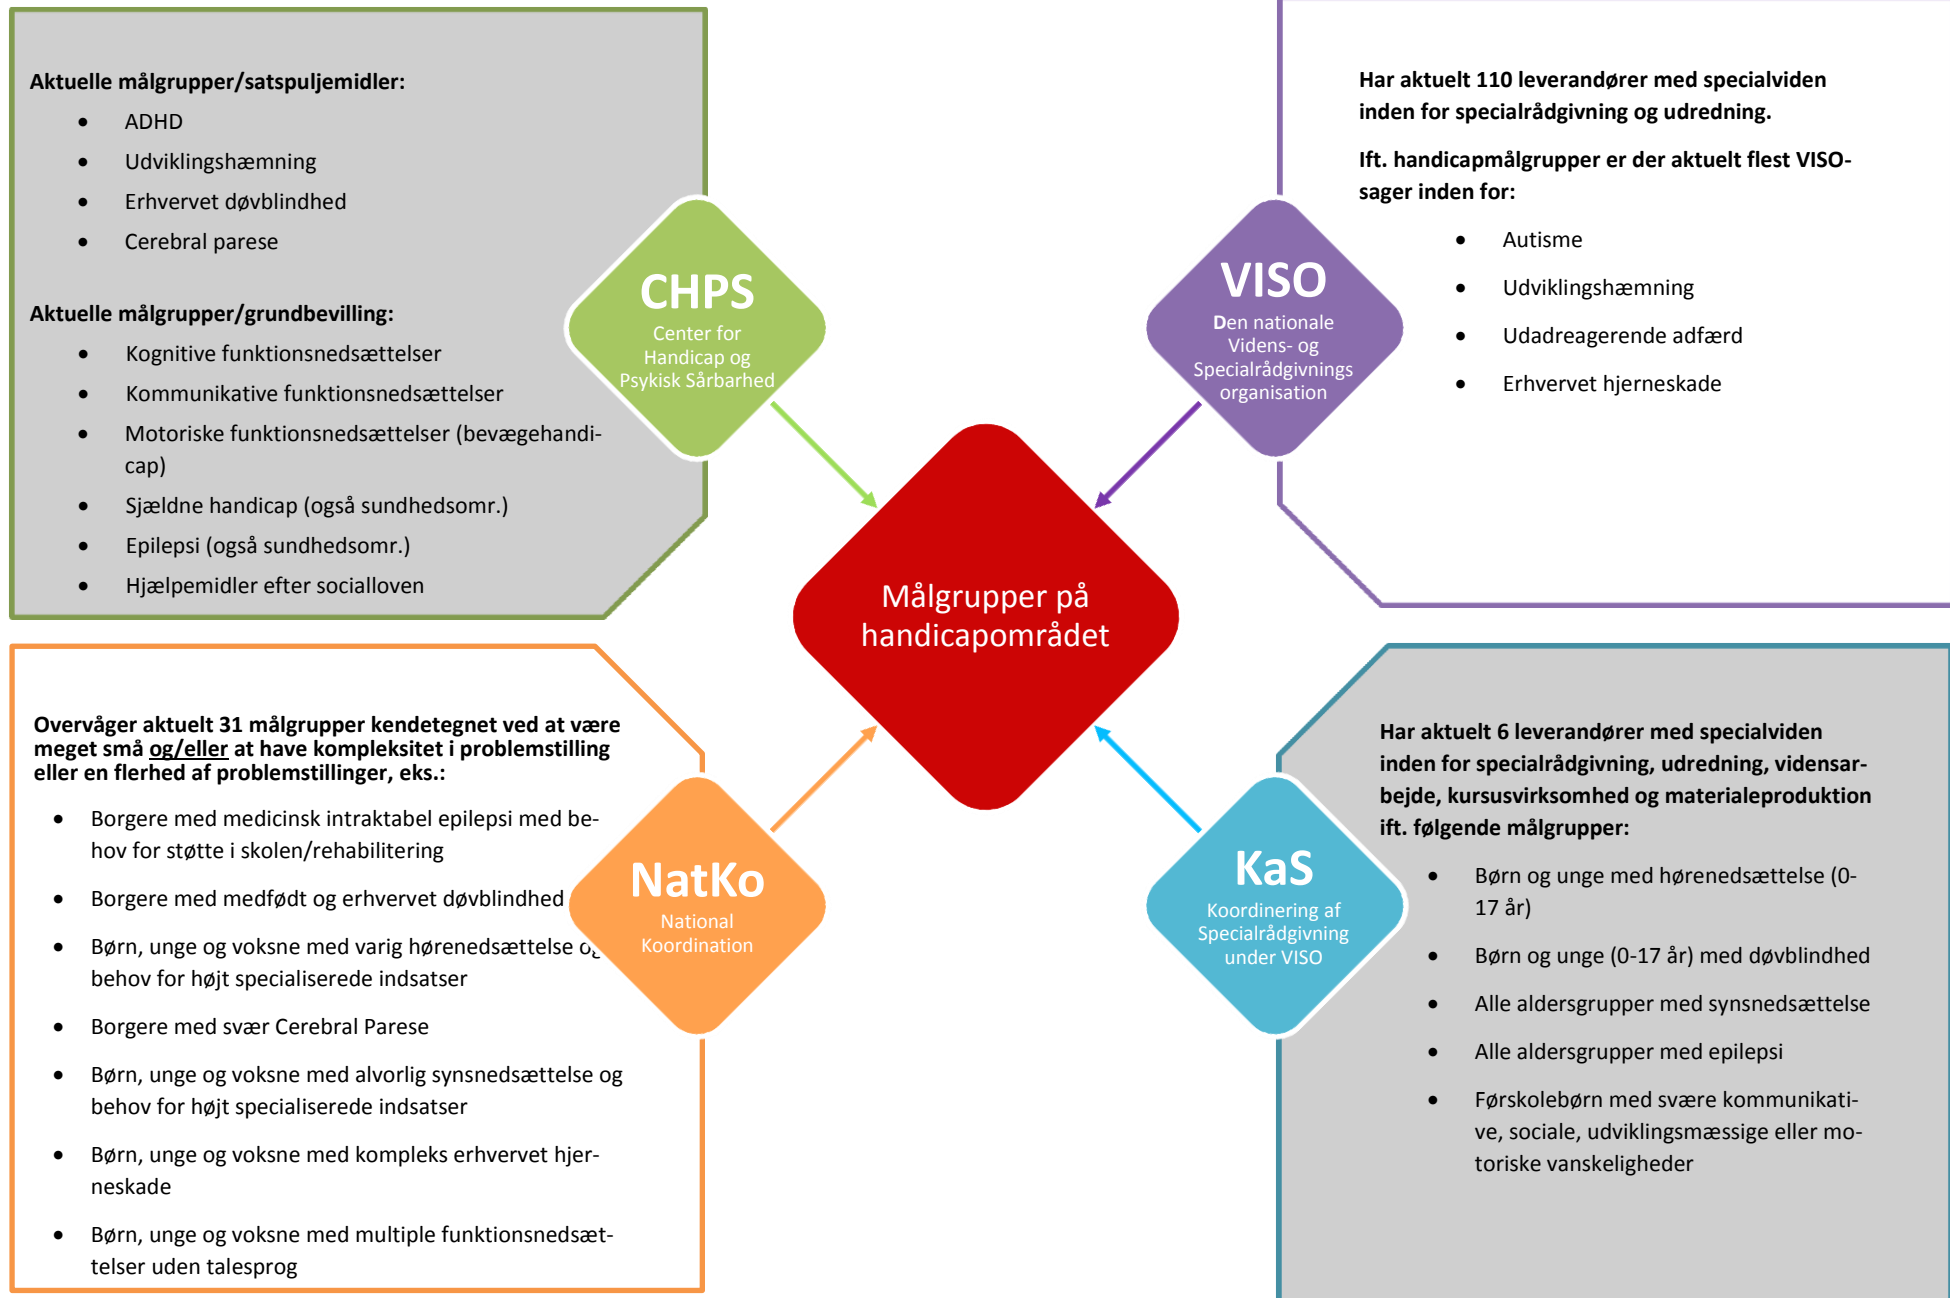 Aktuelle målgrupper/satspuljemidler:
• ADHD
• Udviklingshæmning
• Erhvervet døvblindhed
• Cerebral parese
Aktuelle målgrupper/grundbevilling:
• Kognitive funktionsnedsættelser
• Kommunikative funktionsnedsættelser
• Motoriske funktionsnedsættelser (bevægehandi-
cap)
• Sjældne handicap (også sundhedsomr.)
• Epilepsi (også sundhedsomr.)
• Hjælpemidler efter socialloven
CHPS
Center for
Handicap og
Psykisk Sårbarhed
VISO
Den nationale
Videns- og
Specialrådgivnings
organisation
Har aktuelt 110 leverandører med specialviden
inden for specialrådgivning og udredning.
Ift. handicapmålgrupper er der aktuelt flest VISO-
sager inden for:
• Autisme
• Udviklingshæmning
• Udadreagerende adfærd
• Erhvervet hjerneskade
Målgrupper på
handicapområdet
Overvåger aktuelt 31 målgrupper kendetegnet ved at være
meget små og/eller at have kompleksitet i problemstilling
eller en flerhed af problemstillinger, eks.:
• Borgere med medicinsk intraktabel epilepsi med be-
hov for støtte i skolen/rehabilitering
• Borgere med medfødt og erhvervet døvblindhed
• Børn, unge og voksne med varig hørenedsættelse og
behov for højt specialiserede indsatser
• Borgere med svær Cerebral Parese
• Børn, unge og voksne med alvorlig synsnedsættelse og
behov for højt specialiserede indsatser
• Børn, unge og voksne med kompleks erhvervet hjer-
neskade
• Børn, unge og voksne med multiple funktionsnedsæt-
telser uden talesprog
NatKo
National
Koordination
KaS
Koordinering af
Specialrådgivning
under VISO
Har aktuelt 6 leverandører med specialviden
inden for specialrådgivning, udredning, vidensar-
bejde, kursusvirksomhed og materialeproduktion
ift. følgende målgrupper:
• Børn og unge med hørenedsættelse (0-
17 år)
• Børn og unge (0-17 år) med døvblindhed
• Alle aldersgrupper med synsnedsættelse
• Alle aldersgrupper med epilepsi
• Førskolebørn med svære kommunikati-
ve, sociale, udviklingsmæssige eller mo-
toriske vanskeligheder